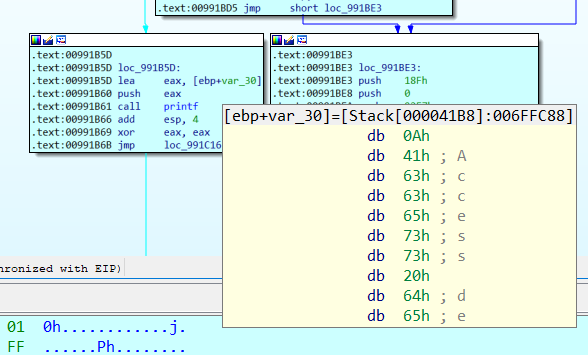 .text:00991BD5 jmp     short loc_991BE3
.text:00991B5D
.text:00991B5D loc_991B5D:
.text:00991B5D lea     eax, [ebp+var_30]
.text:00991B60 push    eax
.text:00991B61 call    printf
.text:00991B66 add     esp, 4
.text:00991B69 xor     eax, eax
.text:00991B6B jmp     loc_991C16
.text:00991BE3
.text:00991BE3 loc_991BE3:
.text:00991BE3 push    18Fh
.text:00991BE8 push    0
[ebp+var_30]=[Stack[000041B8]:006FFC88]
db  0Ah
db  41h ; A
db  63h ; c
db  63h ; c
db  65h ; e
db  73h ; s
db  73h ; s
db  20h
db  64h ; d
db  65h ; e
hronized with EIP)
01  0h............j.
FF  ......Ph........